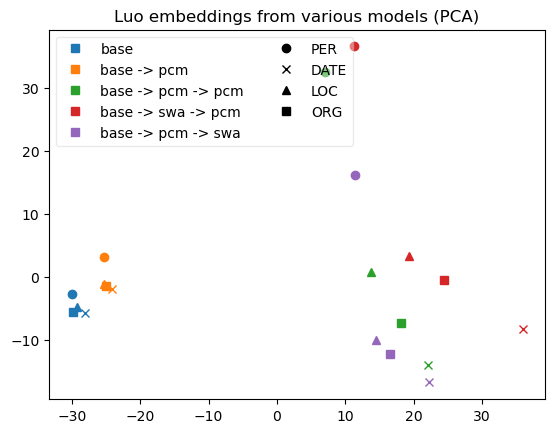 Luo embeddings from various models (PCA)
base
base -> pcm
base -> pcm -> pcm
base -> swa -> pcm
base -> pcm -> swa
PER
DATE
LOC
ORG
30
20
10
0
−10
−30
−20
−10
0
10
20
30